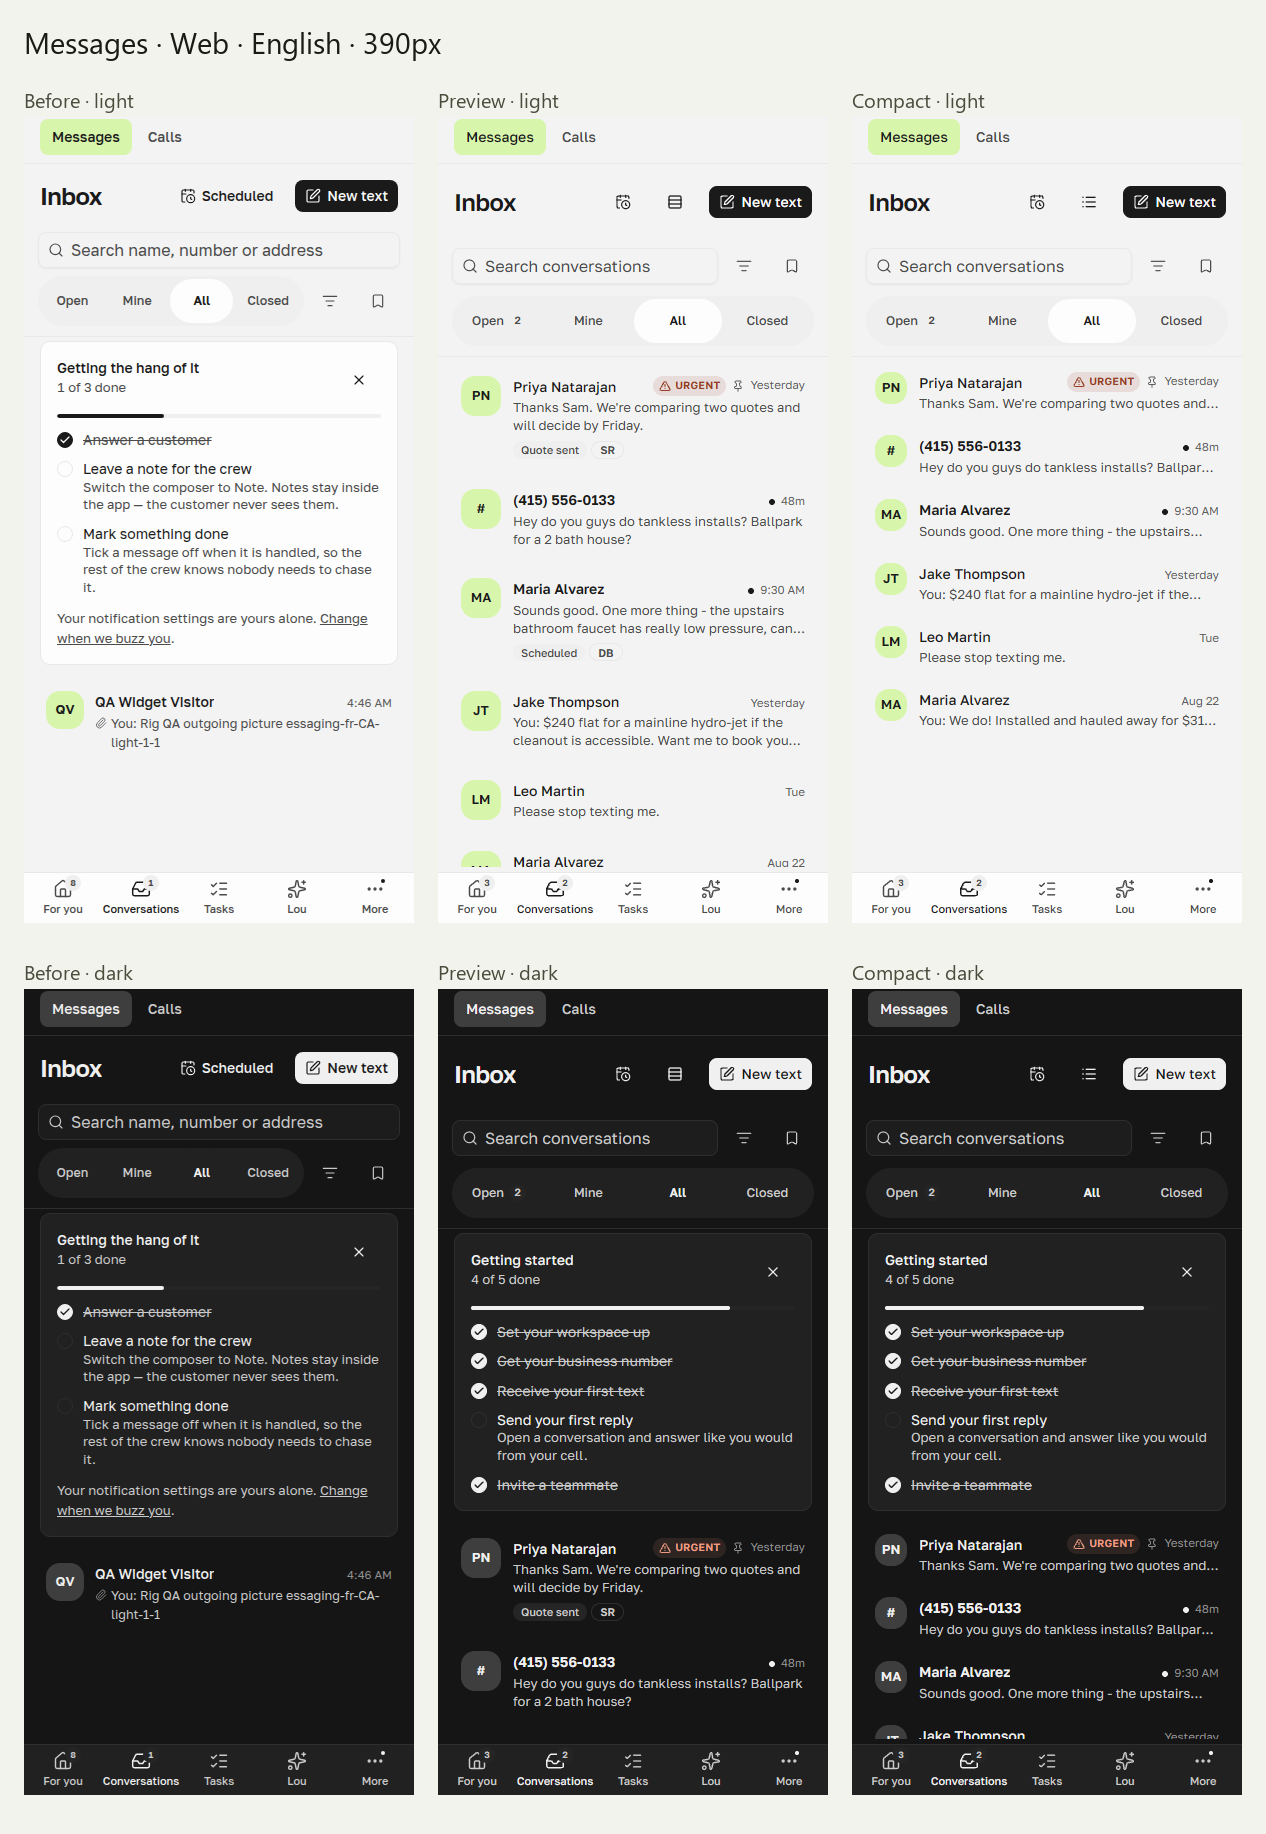 Messages · Web · English · 390px
Before · light
Messages
Calls
Inbox
Scheduled
New text
Search name, number or address
Open
Mine
All
Closed
Getting the hang of it
1 of 3 done
Answer a customer
Leave a note for the crew
Switch the composer to Note. Notes stay inside
the app — the customer never sees them.
Mark something done
Tick a message off when it is handled, so the
rest of the crew knows nobody needs to chase
it.
Your notification settings are yours alone. Change
when we buzz you.
QV
QA Widget Visitor
4:46 AM
You: Rig QA outgoing picture essaging-fr-CA-
light-1-1
8
1
For you
Conversations
Tasks
Lou
More
Preview · light
Messages
Calls
Inbox
New text
Search conversations
Open 2
Mine
All
Closed
PN
Priya Natarajan
URGENT
Yesterday
Thanks Sam. We're comparing two quotes and
will decide by Friday.
Quote sent
SR
#
(415) 556-0133
48m
Hey do you guys do tankless installs? Ballpark
for a 2 bath house?
MA
Maria Alvarez
9:30 AM
Sounds good. One more thing - the upstairs
bathroom faucet has really low pressure, can...
Scheduled
DB
JT
Jake Thompson
Yesterday
You: $240 flat for a mainline hydro-jet if the
cleanout is accessible. Want me to book you...
LM
Leo Martin
Tue
Please stop texting me.
MA
Maria Alvarez
Aug 22
3
2
For you
Conversations
Tasks
Lou
More
Compact · light
Messages
Calls
Inbox
New text
Search conversations
Open 2
Mine
All
Closed
PN
Priya Natarajan
URGENT
Yesterday
Thanks Sam. We're comparing two quotes and...
#
(415) 556-0133
48m
Hey do you guys do tankless installs? Ballpar...
MA
Maria Alvarez
9:30 AM
Sounds good. One more thing - the upstairs...
JT
Jake Thompson
Yesterday
You: $240 flat for a mainline hydro-jet if the...
LM
Leo Martin
Tue
Please stop texting me.
MA
Maria Alvarez
Aug 22
You: We do! Installed and hauled away for $31...
3
2
For you
Conversations
Tasks
Lou
More
Before · dark
Messages
Calls
Inbox
Scheduled
New text
Search name, number or address
Open
Mine
All
Closed
Getting the hang of it
1 of 3 done
Answer a customer
Leave a note for the crew
Switch the composer to Note. Notes stay inside
the app — the customer never sees them.
Mark something done
Tick a message off when it is handled, so the
rest of the crew knows nobody needs to chase
it.
Your notification settings are yours alone. Change
when we buzz you.
QV
QA Widget Visitor
4:46 AM
You: Rig QA outgoing picture essaging-fr-CA-
light-1-1
8
1
For you
Conversations
Tasks
Lou
More
Preview · dark
Messages
Calls
Inbox
New text
Search conversations
Open 2
Mine
All
Closed
Getting started
4 of 5 done
Set your workspace up
Get your business number
Receive your first text
Send your first reply
Open a conversation and answer like you would
from your cell.
Invite a teammate
PN
Priya Natarajan
URGENT
Yesterday
Thanks Sam. We're comparing two quotes and
will decide by Friday.
Quote sent
SR
#
(415) 556-0133
48m
Hey do you guys do tankless installs? Ballpark
for a 2 bath house?
3
2
For you
Conversations
Tasks
Lou
More
Compact · dark
Messages
Calls
Inbox
New text
Search conversations
Open 2
Mine
All
Closed
Getting started
4 of 5 done
Set your workspace up
Get your business number
Receive your first text
Send your first reply
Open a conversation and answer like you would
from your cell.
Invite a teammate
PN
Priya Natarajan
URGENT
Yesterday
Thanks Sam. We're comparing two quotes and...
#
(415) 556-0133
48m
Hey do you guys do tankless installs? Ballpar...
MA
Maria Alvarez
9:30 AM
Sounds good. One more thing - the upstairs...
JT
Jake Thompson
Yesterday
3
2
For you
Conversations
Tasks
Lou
More